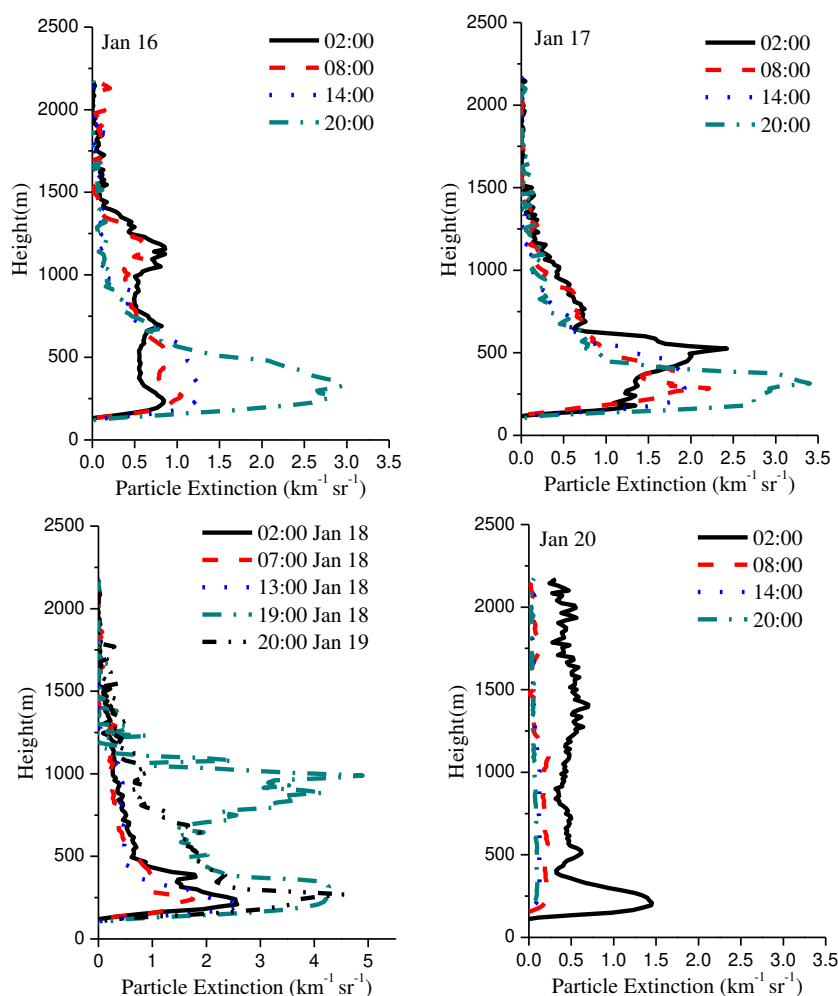 Jan 16
02:00
08:00
14:00
20:00
2500
2000
1500
1000
500
0
Height(m)
0.0 0.5 1.0 1.5 2.0 2.5 3.0 3.5
Particle Extinction (km⁻¹ sr⁻¹)
Jan 17
02:00
08:00
14:00
20:00
2500
2000
1500
1000
500
0
Height(m)
0.0 0.5 1.0 1.5 2.0 2.5 3.0 3.5
Particle Extinction (km⁻¹ sr⁻¹)
02:00 Jan 18
07:00 Jan 18
13:00 Jan 18
19:00 Jan 18
20:00 Jan 19
2500
2000
1500
1000
500
0
Height(m)
0 1 2 3 4 5
Particle Extinction (km⁻¹ sr⁻¹)
Jan 20
02:00
08:00
14:00
20:00
2500
2000
1500
1000
500
0
Height(m)
0.0 0.5 1.0 1.5 2.0 2.5 3.0 3.5
Particle Extinction (km⁻¹ sr⁻¹)